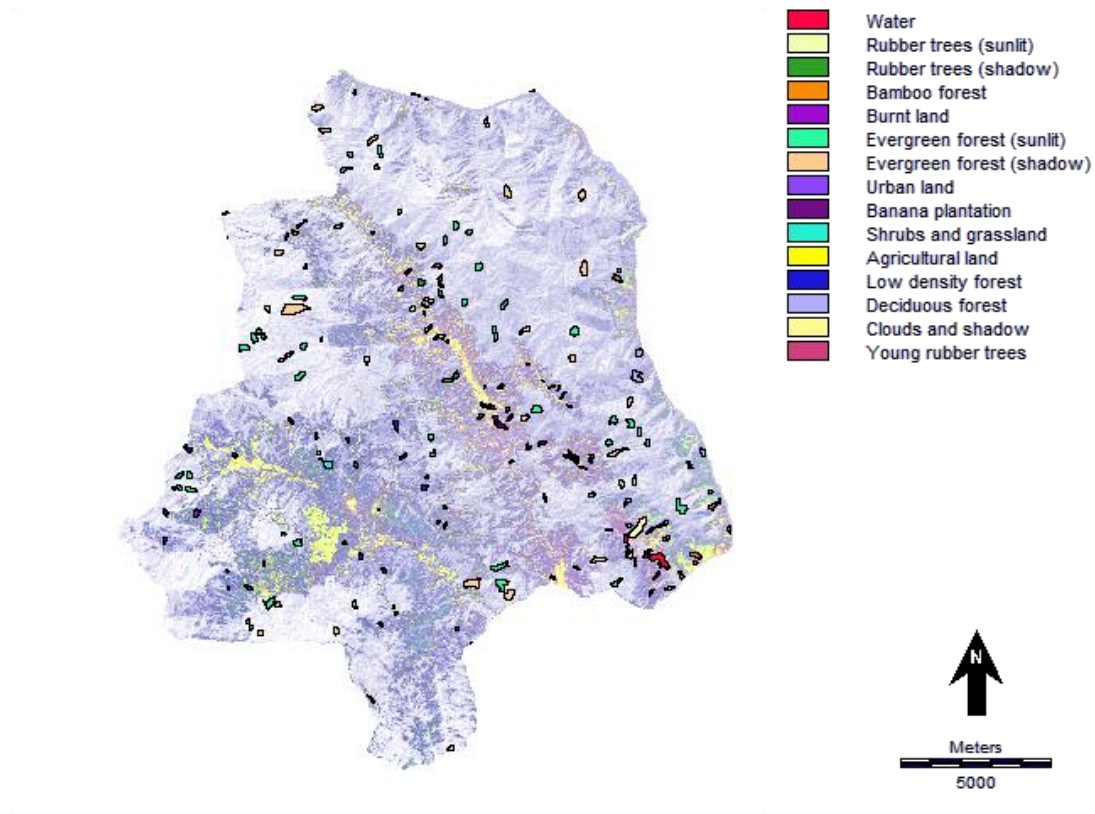 Water
Rubber trees (sunlit)
Rubber trees (shadow)
Bamboo forest
Burnt land
Evergreen forest (sunlit)
Evergreen forest (shadow)
Urban land
Banana plantation
Shrubs and grassland
Agricultural land
Low density forest
Deciduous forest
Clouds and shadow
Young rubber trees
N
Meters
5000